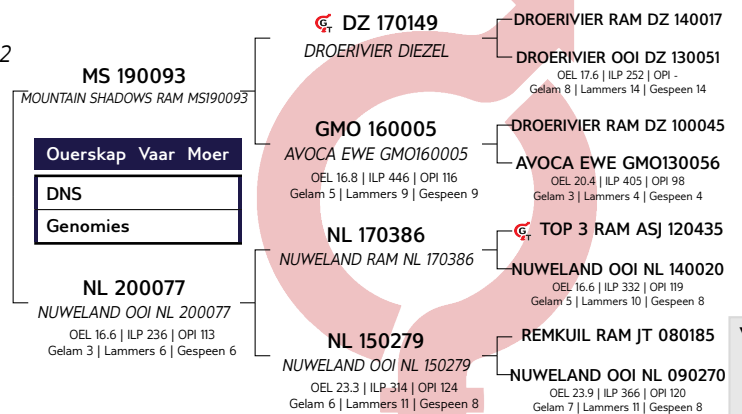 2
MS 190093
MOUNTAIN SHADOWS RAM MS190093
Ouerskap Vaar Moer
DNS
Genomies
NL 200077
NUWELAND OOI NL 200077
OEL 16.6 | ILP 236 | OPI 113
Gelam 3 | Lammers 6 | Gespeen 6
GT DZ 170149
DROERIVIER DIEZEL
GMO 160005
AVOCA EWE GMO160005
OEL 16.8 | ILP 446 | OPI 116
Gelam 5 | Lammers 9 | Gespeen 9
NL 170386
NUWELAND RAM NL 170386
NL 150279
NUWELAND OOI NL 150279
OEL 23.3 | ILP 314 | OPI 124
Gelam 6 | Lammers 11 | Gespeen 8
DROERIVIER RAM DZ 140017
DROERIVIER OOI DZ 130051
OEL 17.6 | ILP 252 | OPI -
Gelam 8 | Lammers 14 | Gespeen 14
DROERIVIER RAM DZ 100045
AVOCA EWE GMO130056
OEL 20.4 | ILP 405 | OPI 98
Gelam 3 | Lammers 4 | Gespeen 4
GT TOP 3 RAM ASJ 120435
NUWELAND OOI NL 140020
OEL 16.6 | ILP 332 | OPI 119
Gelam 5 | Lammers 10 | Gespeen 8
REMKUIL RAM JT 080185
NUWELAND OOI NL 090270
OEL 23.9 | ILP 366 | OPI 120
Gelam 7 | Lammers 11 | Gespeen 8